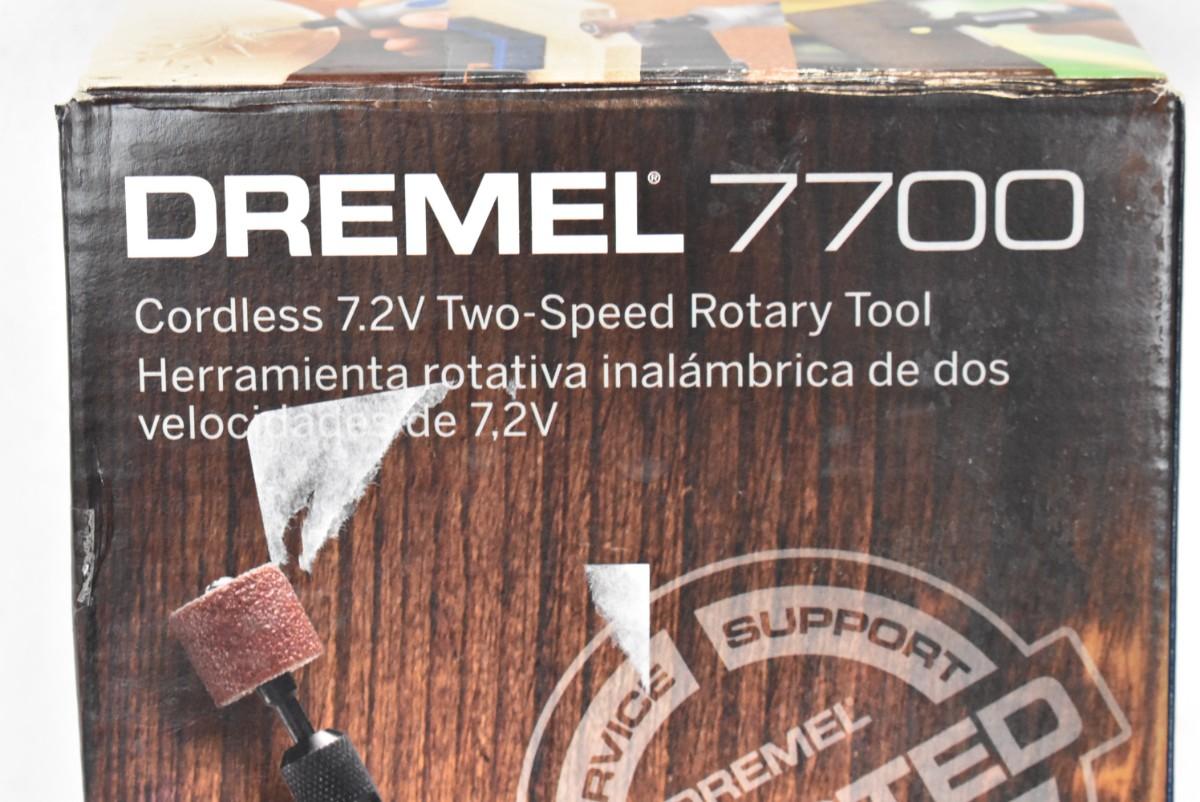 DREMEL® 7700
Cordless 7.2V Two-Speed Rotary Tool
Herramienta rotativa inalámbrica de dos
velocidades de 7,2V
SUPPORT
DREMEL